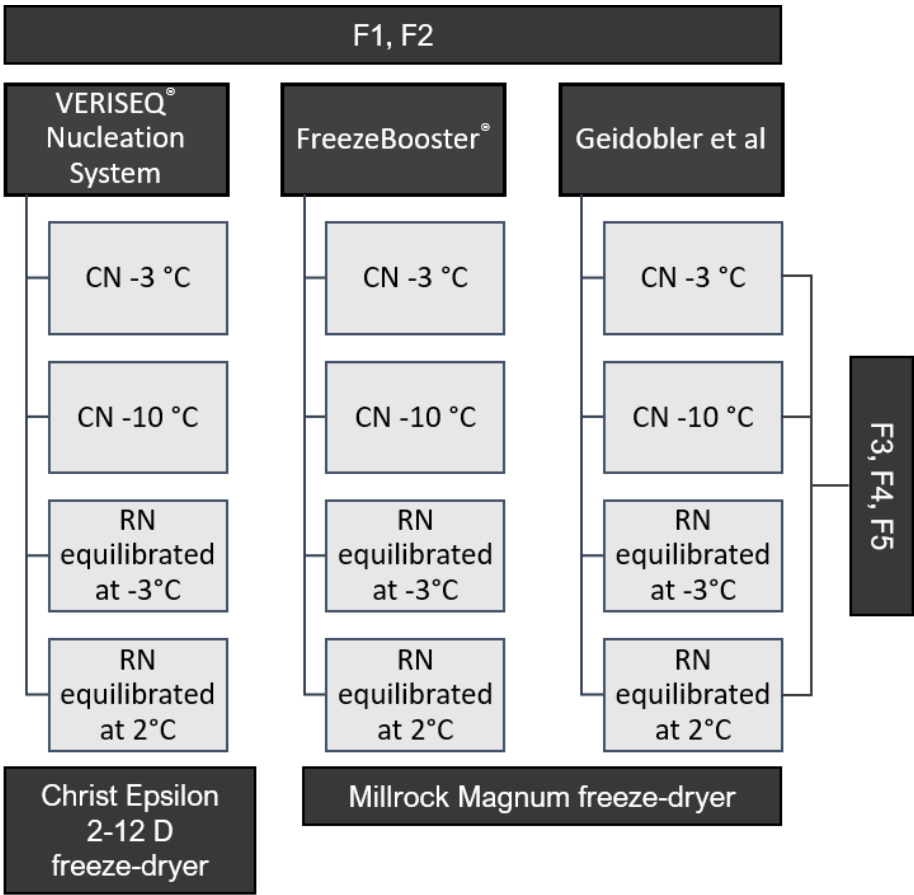 F1, F2
VERISEQ®
Nucleation
System
CN -3 °C
CN -10 °C
RN
equilibrated
at -3°C
RN
equilibrated
at 2°C
Christ Epsilon
2-12 D
freeze-dryer
FreezeBooster®
CN -3 °C
CN -10 °C
RN
equilibrated
at -3°C
RN
equilibrated
at 2°C
Geidobler et al
CN -3 °C
CN -10 °C
RN
equilibrated
at -3°C
RN
equilibrated
at 2°C
Millrock Magnum freeze-dryer
F3, F4, F5